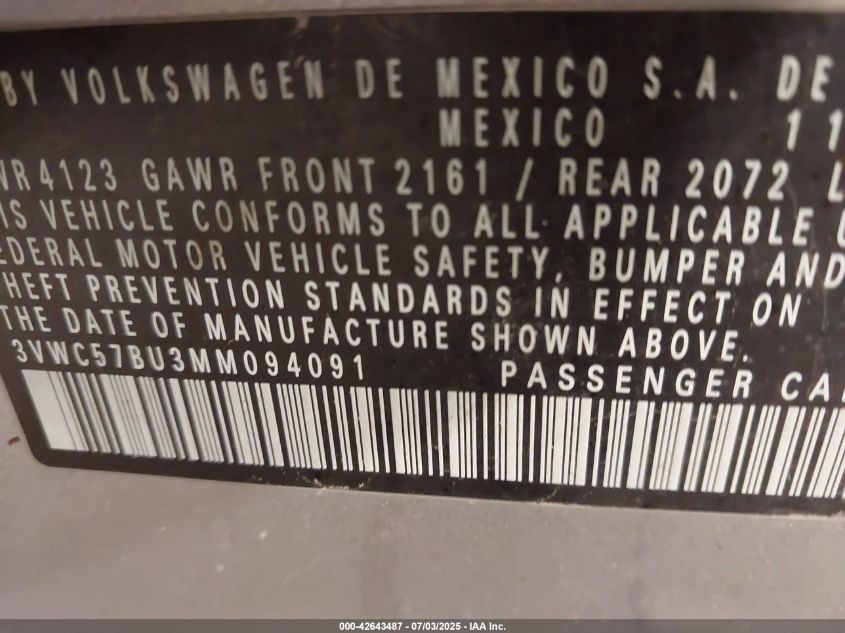 BY VOLKSWAGEN DE MEXICO S.A. DE
MEXICO 11
VR4123 GAWR FRONT 2161 / REAR 2072 L
IS VEHICLE CONFORMS TO ALL APPLICABLE U
EDERAL MOTOR VEHICLE SAFETY, BUMPER AND
HEFT PREVENTION STANDARDS IN EFFECT ON
THE DATE OF MANUFACTURE SHOWN ABOVE.
3VWC57BU3MM094091 PASSENGER CA
000-42643487 - 07/03/2025 - IAA Inc.